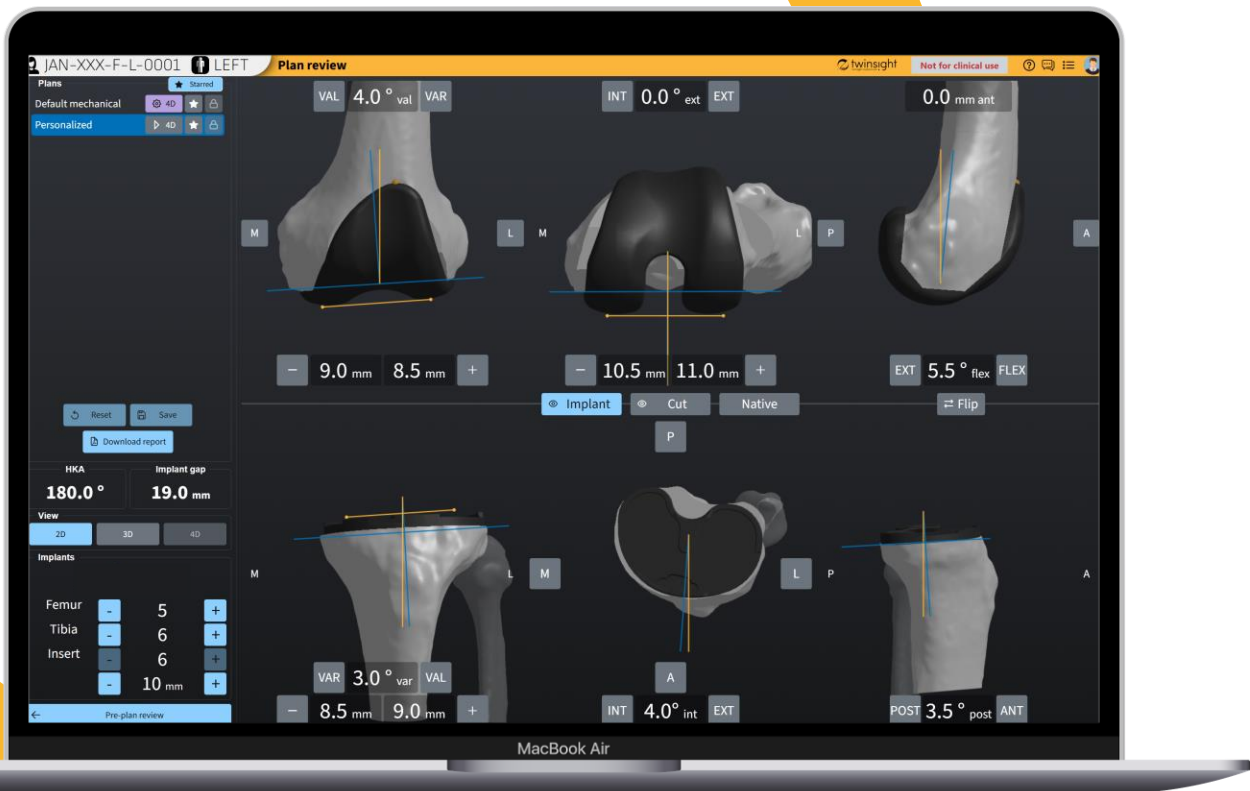 JAN-XXX-F-L-0001 LEFT Plan review twinsight Not for clinical use
Plans Starred
Default mechanical 4D
Personalized 4D
Reset Save
Download report
HKA Implant gap
180.0 ° 19.0 mm
View
2D 3D 4D
Implants
Femur - 5 +
Tibia - 6 +
Insert - 6 +
- 10 mm +
← Pre-plan review
VAL 4.0 ° val VAR
M L
− 9.0 mm 8.5 mm +
INT 0.0 ° ext EXT
M L
− 10.5 mm 11.0 mm +
0.0 mm ant
P A
EXT 5.5 ° flex FLEX
Implant Cut Native Flip
M L
VAR 3.0 ° var VAL
− 8.5 mm 9.0 mm +
P
M L
A
INT 4.0° int EXT
P A
POST 3.5 ° post ANT
MacBook Air